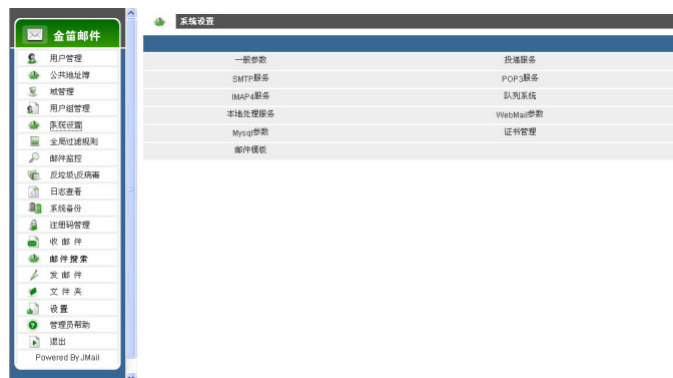 金笛邮件
用户管理
公共地址簿
域管理
用户组管理
系统设置
全局过滤规则
邮件监控
反垃圾\反病毒
日志查看
系统备份
注册码管理
收 邮 件
邮 件 搜 索
发 邮 件
文 件 夹
设 置
管理员帮助
退出
Powered By JMail
系统设置
一般参数 投递服务
SMTP服务 POP3服务
IMAP4服务 队列系统
本地处理服务 WebMail参数
Mysql参数 证书管理
邮件模板